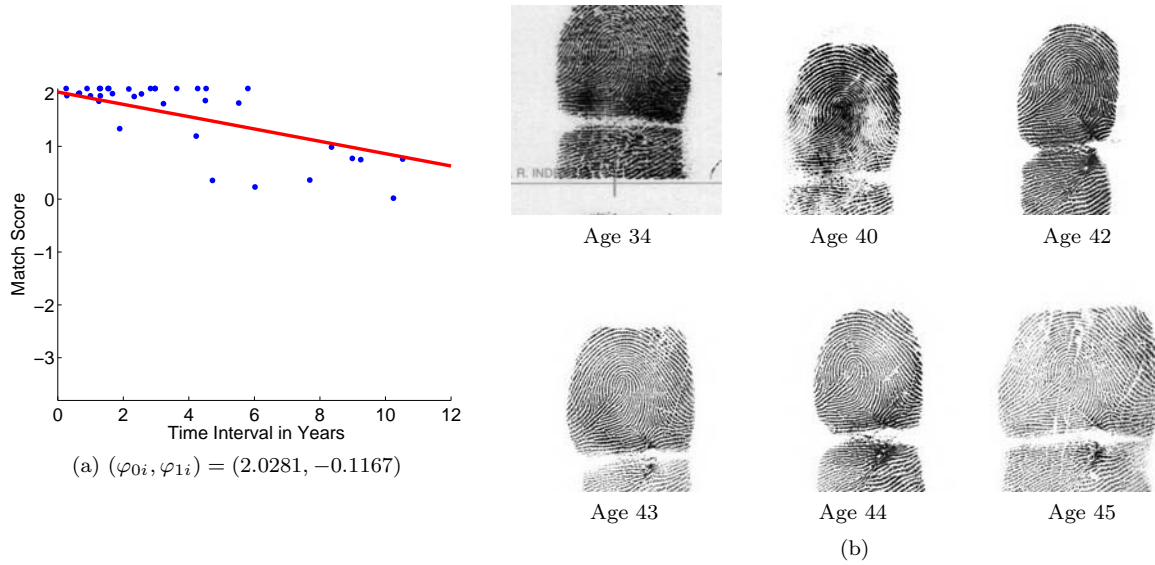 2
1
0
−1
−2
−3
0 2 4 6 8 10 12
Match Score
Time Interval in Years
(a) (φ0i, φ1i) = (2.0281, −0.1167)
R. INDE
Age 34
Age 40
Age 42
Age 43
Age 44
Age 45
(b)